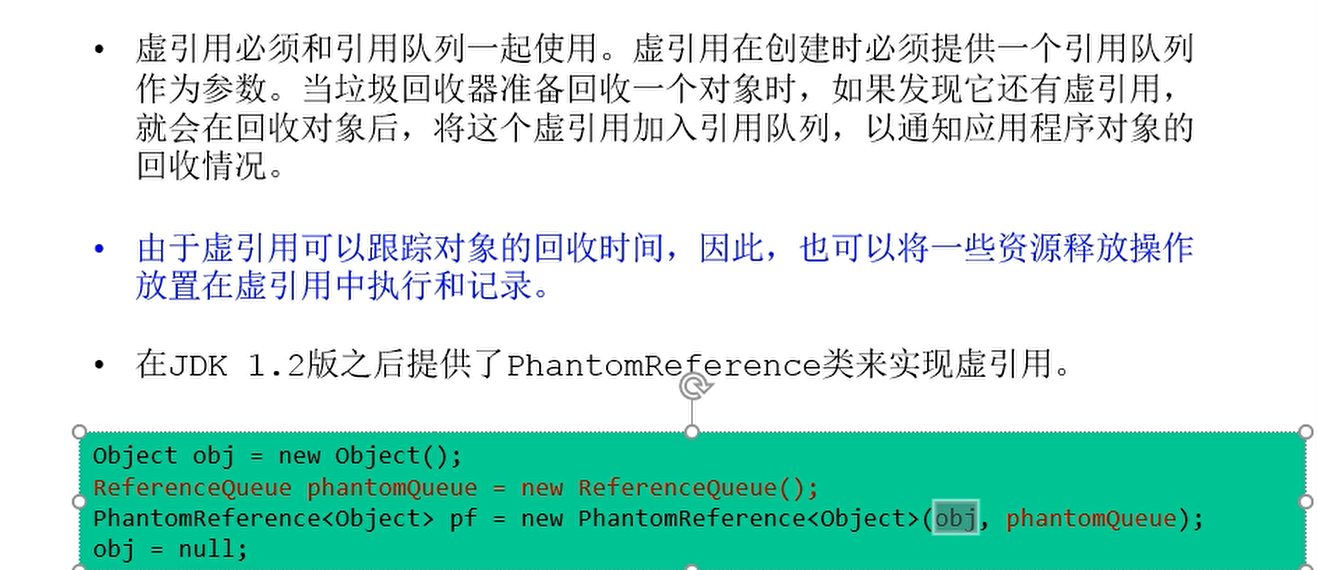 • 虚引用必须和引用队列一起使用。虚引用在创建时必须提供一个引用队列
作为参数。当垃圾回收器准备回收一个对象时，如果发现它还有虚引用，
就会在回收对象后，将这个虚引用加入引用队列，以通知应用程序对象的
回收情况。
• 由于虚引用可以跟踪对象的回收时间，因此，也可以将一些资源释放操作
放置在虚引用中执行和记录。
• 在JDK 1.2版之后提供了PhantomReference类来实现虚引用。
Object obj = new Object();
ReferenceQueue phantomQueue = new ReferenceQueue();
PhantomReference<Object> pf = new PhantomReference<Object>(obj, phantomQueue);
obj = null;